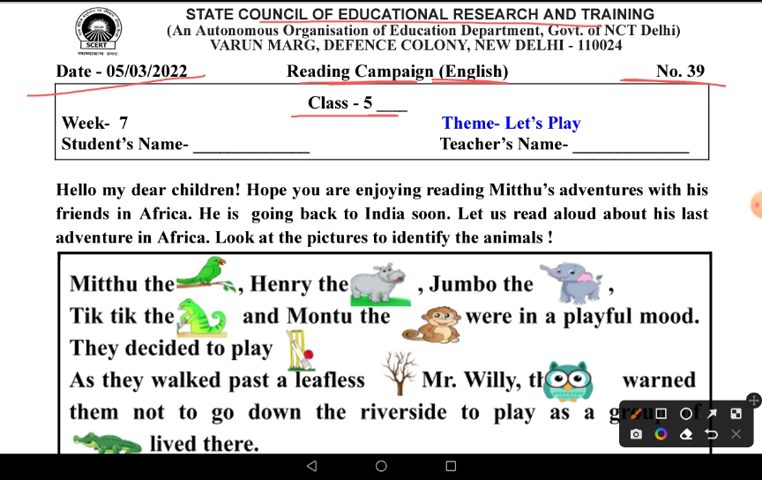 STATE COUNCIL OF EDUCATIONAL RESEARCH AND TRAINING
(An Autonomous Organisation of Education Department, Govt. of NCT Delhi)
VARUN MARG, DEFENCE COLONY, NEW DELHI - 110024
SCERT
Date - 05/03/2022 Reading Campaign (English) No. 39
Class - 5 ____
Week- 7 Theme- Let's Play
Student's Name- _____________ Teacher's Name- _____________
Hello my dear children! Hope you are enjoying reading Mitthu's adventures with his
friends in Africa. He is going back to India soon. Let us read aloud about his last
adventure in Africa. Look at the pictures to identify the animals !
Mitthu the , Henry the , Jumbo the ,
Tik tik the and Montu the were in a playful mood.
They decided to play
As they walked past a leafless Mr. Willy, warned
them not to go down the riverside to play as a
lived there.